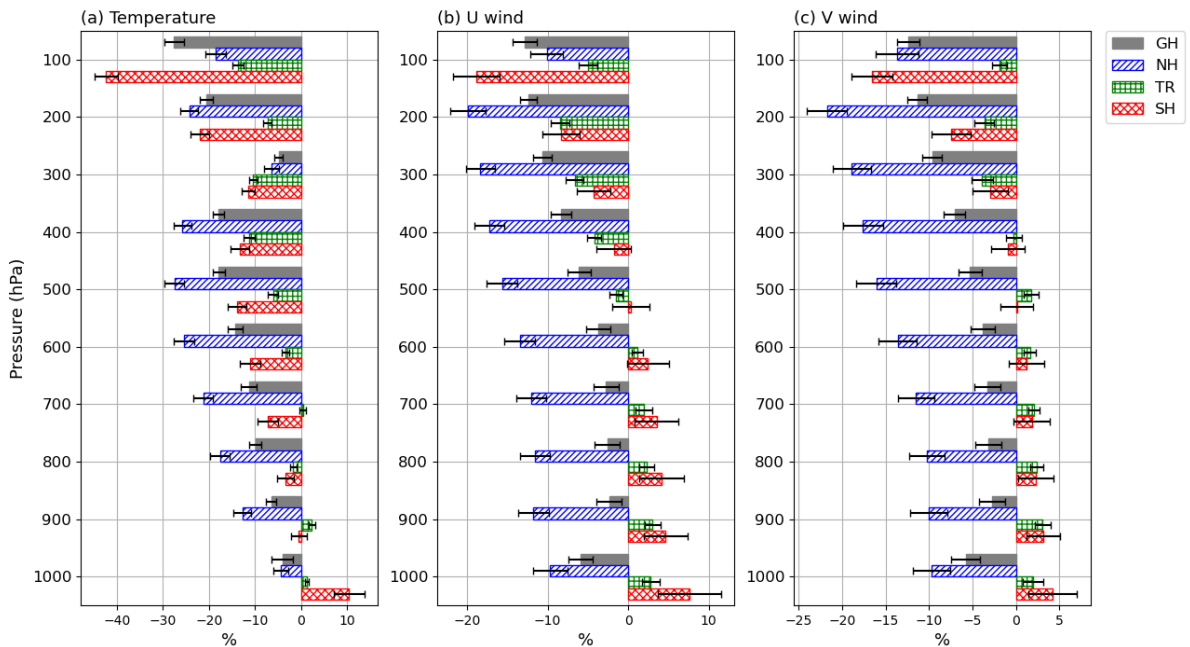 (a) Temperature
(b) U wind
(c) V wind
GH
NH
TR
SH
Pressure (hPa)
100
200
300
400
500
600
700
800
900
1000
−40 −30 −20 −10 0 10
%
−20 −10 0 10
%
−25 −20 −15 −10 −5 0 5
%